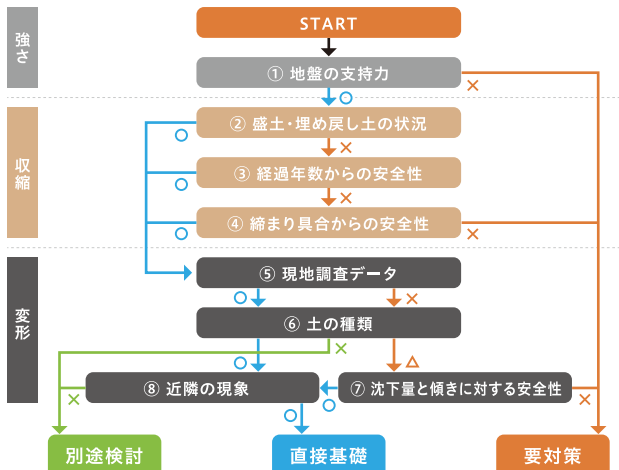 強さ
START
① 地盤の支持力
×
○
収縮
② 盛土・埋め戻し土の状況
○
×
③ 経過年数からの安全性
○
×
④ 締まり具合からの安全性
○
×
変形
⑤ 現地調査データ
○
×
⑥ 土の種類
×
○
△
⑧ 近隣の現象
⑦ 沈下量と傾きに対する安全性
×
○
○
×
別途検討
直接基礎
要対策